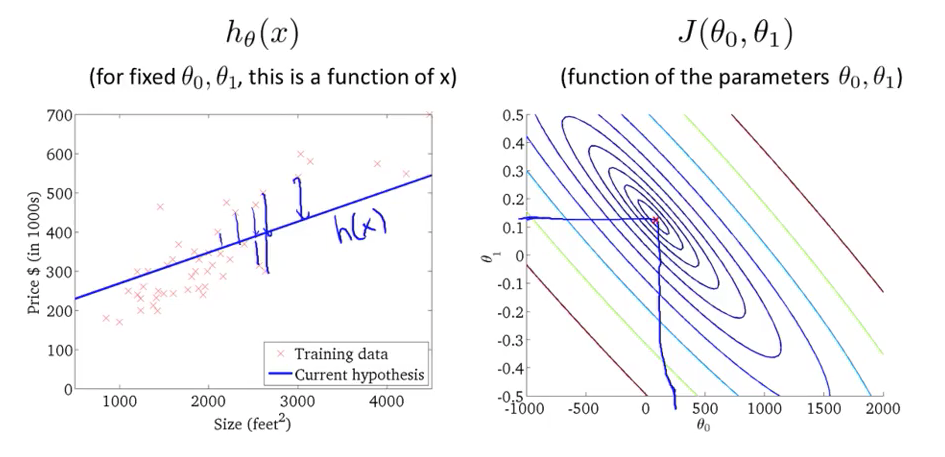 hθ(x)
(for fixed θ0, θ1, this is a function of x)
700
600
500
400
300
200
100
0
1000
2000
3000
4000
Price $ (in 1000s)
Size (feet²)
h(x)
Training data
Current hypothesis
J(θ0, θ1)
(function of the parameters θ0, θ1)
0.5
0.4
0.3
0.2
0.1
0
-0.1
-0.2
-0.3
-0.4
-0.5
-1000
-500
0
500
1000
1500
2000
θ1
θ0